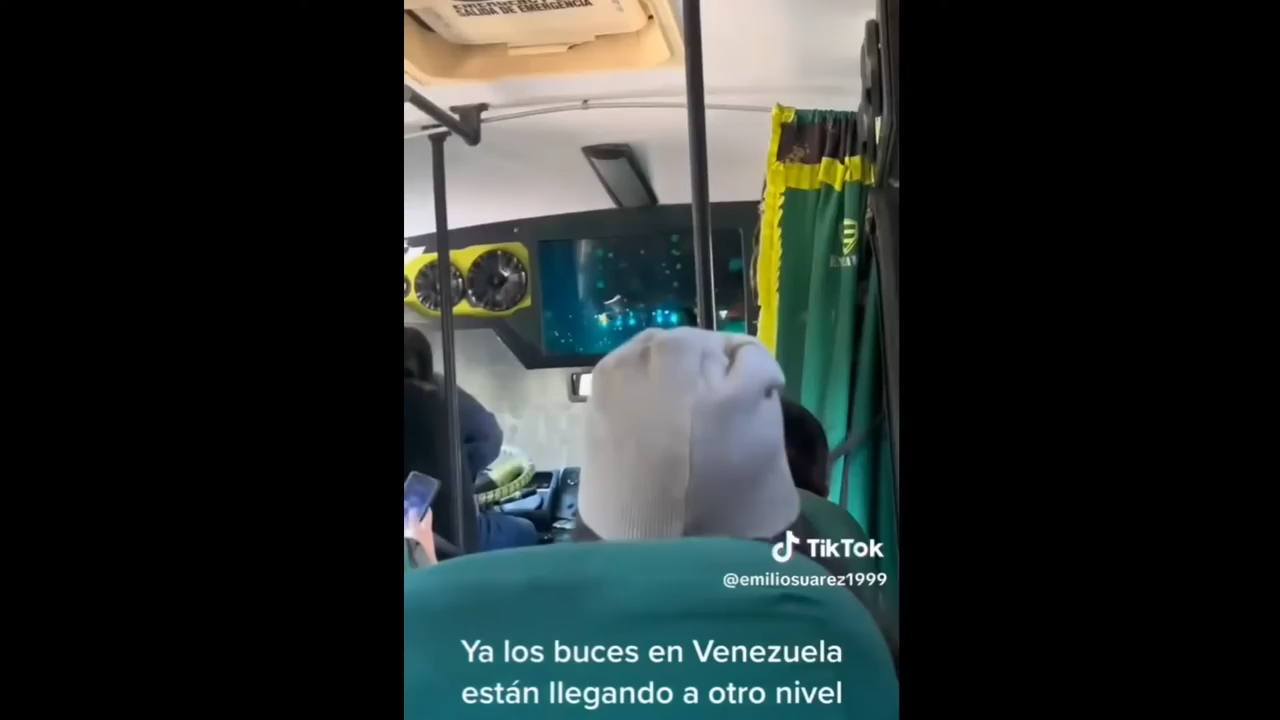 SALIDA DE EMERGENCIA
TikTok
@emiliosuarez1999
Ya los buces en Venezuela
están llegando a otro nivel